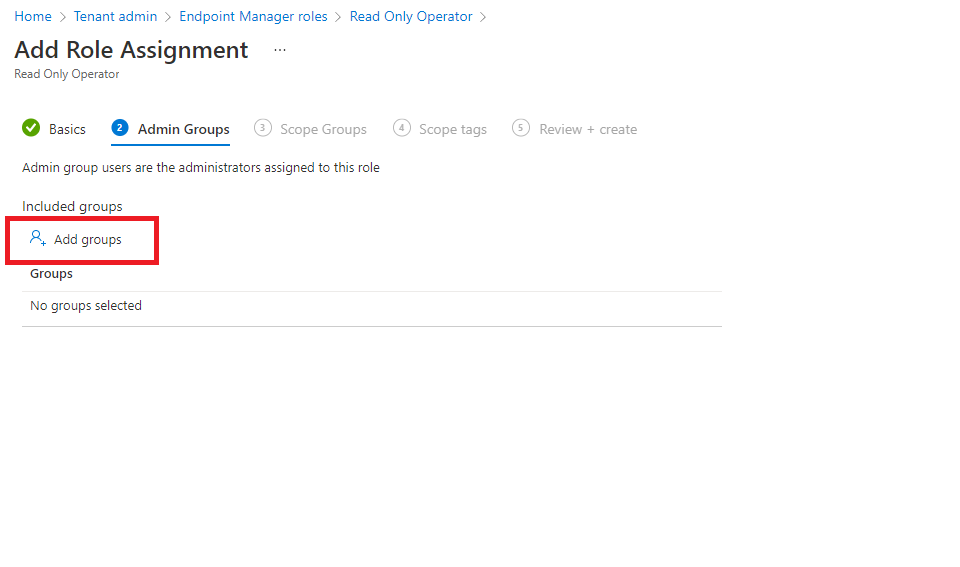 Home > Tenant admin > Endpoint Manager roles > Read Only Operator >
Add Role Assignment ...
Read Only Operator
Basics 2 Admin Groups 3 Scope Groups 4 Scope tags 5 Review + create
Admin group users are the administrators assigned to this role
Included groups
Add groups
Groups
No groups selected